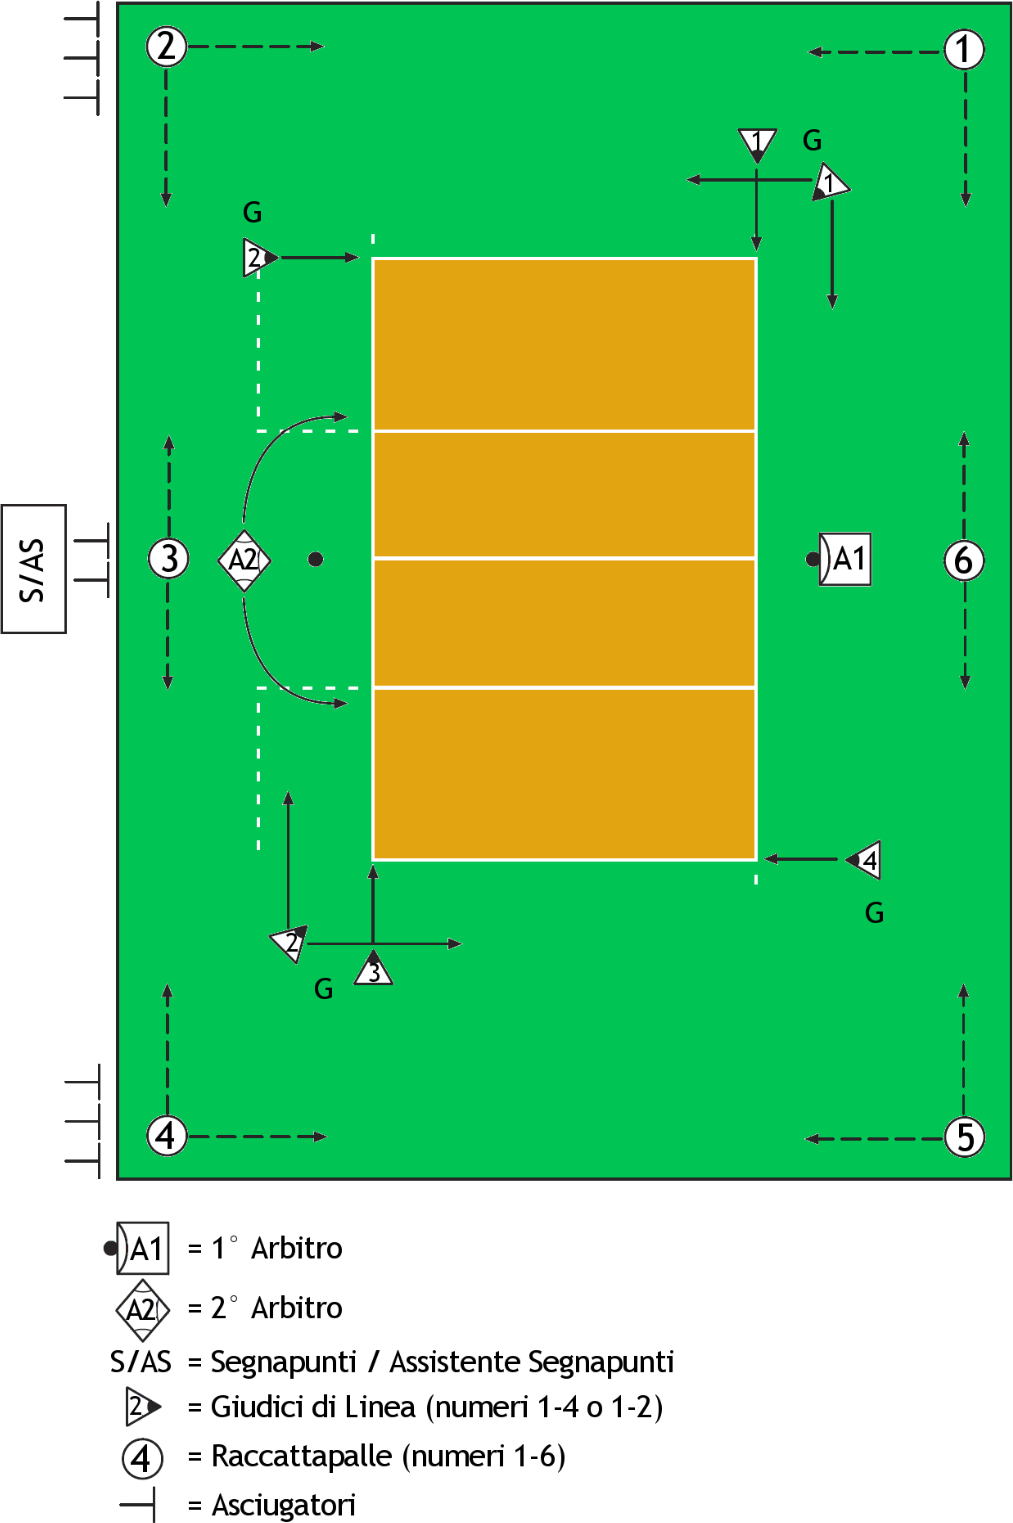 2
1
1
G
1
G
2
S/AS
3
A2
A1
6
4
G
2
G
3
4
5
A1 = 1° Arbitro
A2 = 2° Arbitro
S/AS = Segnapunti / Assistente Segnapunti
2 = Giudici di Linea (numeri 1-4 o 1-2)
4 = Raccattapalle (numeri 1-6)
= Asciugatori